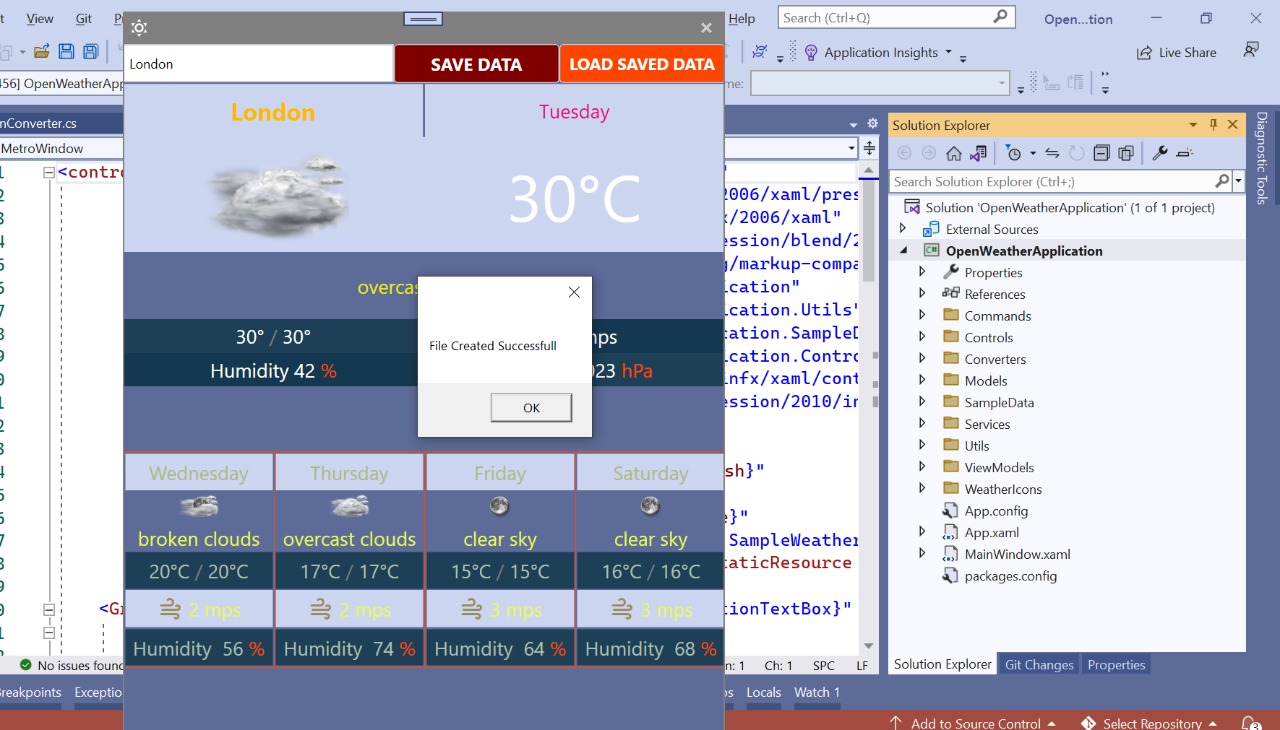 View Git Help Search (Ctrl+Q) Open...tion
Application Insights Live Share
London SAVE DATA LOAD SAVED DATA
456] OpenWeatherApp me:
London Tuesday
nConverter.cs
MetroWindow
30°C
<contro
2006/xaml/pres
x/2006/xaml"
ession/blend/2
g/markup-compa
ication"
ication.Utils"
ication.SampleD
ication.Contro
infx/xaml/cont
ession/2010/in
sh}"
e}"
SampleWeather
taticResource
<Gr
ionTextBox}"
overcas
File Created Successfull
OK
30° / 30° mps
Humidity 42 % 023 hPa
Wednesday Thursday Friday Saturday
broken clouds overcast clouds clear sky clear sky
20°C / 20°C 17°C / 17°C 15°C / 15°C 16°C / 16°C
2 mps 2 mps 3 mps 3 mps
Humidity 56 % Humidity 74 % Humidity 64 % Humidity 68 %
No issues found
n: 1 Ch: 1 SPC LF
Breakpoints Exceptio
Locals Watch 1
Solution Explorer
Search Solution Explorer (Ctrl+;)
Solution 'OpenWeatherApplication' (1 of 1 project)
External Sources
OpenWeatherApplication
Properties
References
Commands
Controls
Converters
Models
SampleData
Services
Utils
ViewModels
WeatherIcons
App.config
App.xaml
MainWindow.xaml
packages.config
Solution Explorer Git Changes Properties
Diagnostic Tools
Add to Source Control Select Repository 3